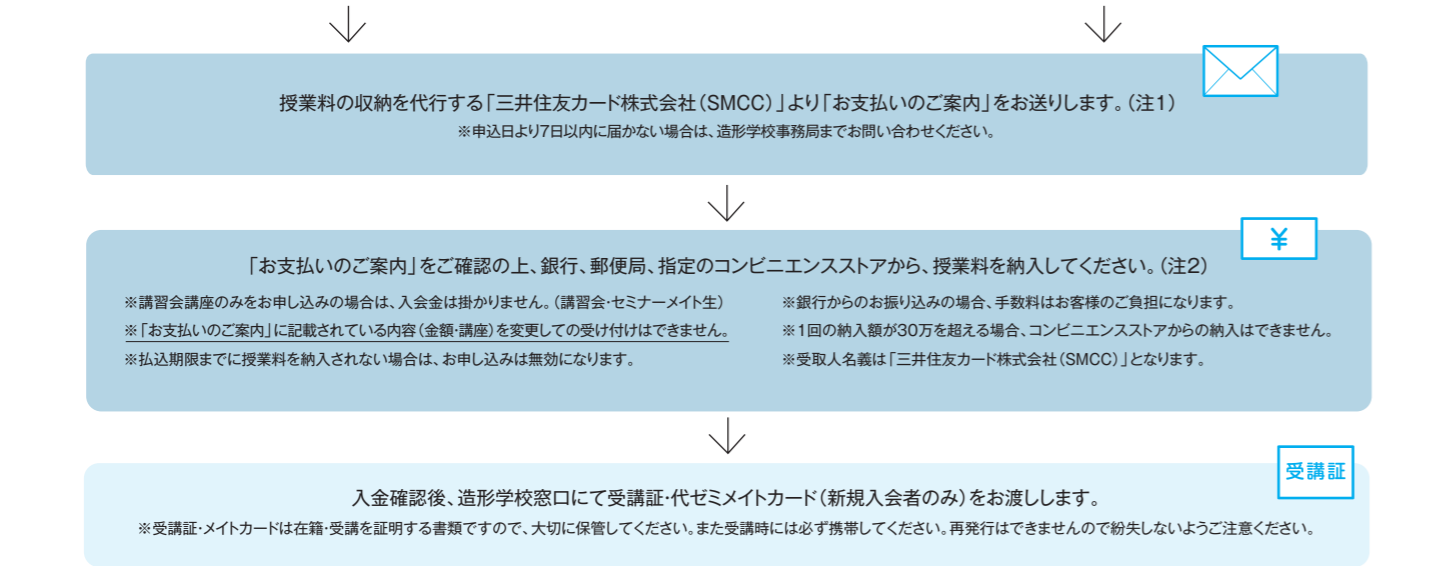 授業料の収納を代行する「三井住友カード株式会社(SMCC)」より「お支払いのご案内」をお送りします。(注1)
※申込日より7日以内に届かない場合は、造形学校事務局までお問い合わせください。
¥
「お支払いのご案内」をご確認の上、銀行、郵便局、指定のコンビニエンスストアから、授業料を納入してください。(注2)
※講習会講座のみをお申し込みの場合は、入会金は掛かりません。(講習会・セミナーメイト生)
※「お支払いのご案内」に記載されている内容(金額・講座)を変更しての受け付けはできません。
※払込期限までに授業料を納入されない場合は、お申し込みは無効になります。
※銀行からのお振り込みの場合、手数料はお客様のご負担になります。
※1回の納入額が30万を超える場合、コンビニエンスストアからの納入はできません。
※受取人名義は「三井住友カード株式会社(SMCC)」となります。
受講証
入金確認後、造形学校窓口にて受講証・代ゼミメイトカード(新規入会者のみ)をお渡しします。
※受講証・メイトカードは在籍・受講を証明する書類ですので、大切に保管してください。また受講時には必ず携帯してください。再発行はできませんので紛失しないようご注意ください。